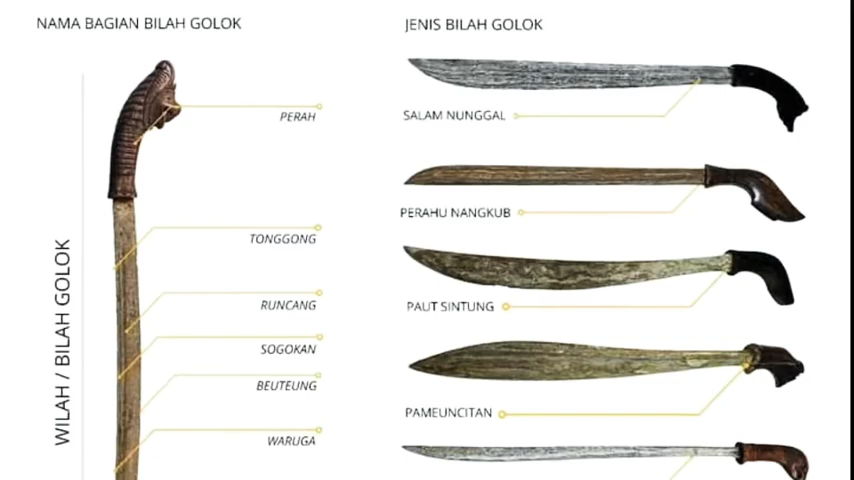 NAMA BAGIAN BILAH GOLOK
PERAH
TONGGONG
RUNCANG
SOGOKAN
BEUTEUNG
WARUGA
WILAH / BILAH GOLOK
JENIS BILAH GOLOK
SALAM NUNGGAL
PERAHU NANGKUB
PAUT SINTUNG
PAMEUNCITAN